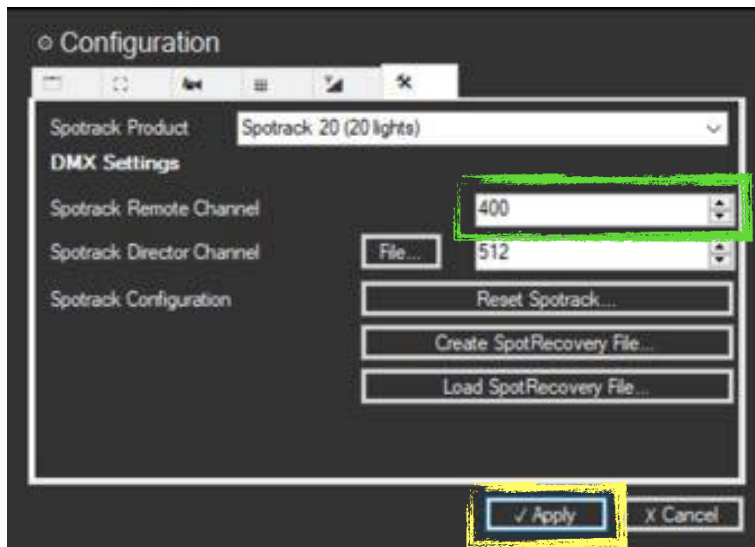 Configuration
Spotrack Product Spotrack 20 (20 lights)
DMX Settings
Spotrack Remote Channel 400
Spotrack Director Channel File... 512
Spotrack Configuration Reset Spotrack...
Create SpotRecovery File...
Load SpotRecovery File...
✓ Apply X Cancel